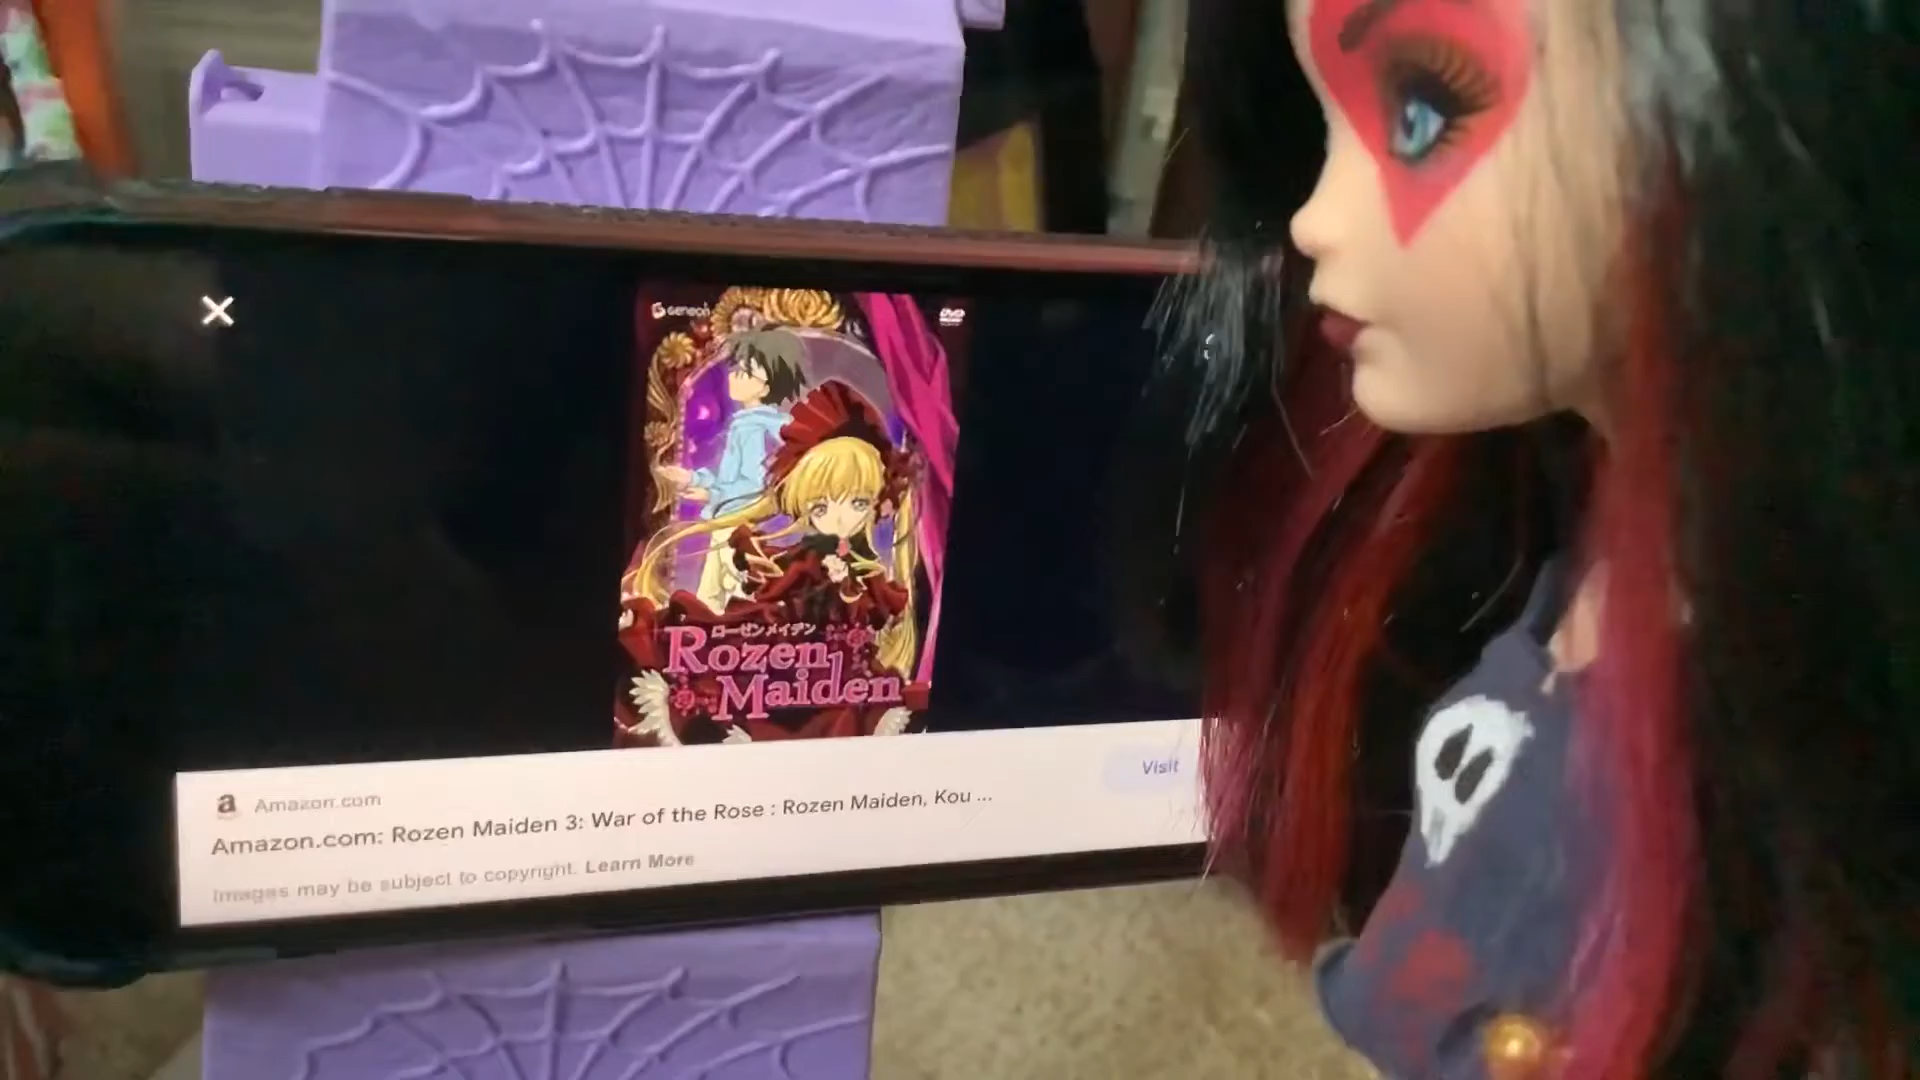 Geneon
DVD
ローゼンメイデン
Rozen
Maiden
a Amazon.com
Visit
Amazon.com: Rozen Maiden 3: War of the Rose : Rozen Maiden, Kou ...
Images may be subject to copyright. Learn More